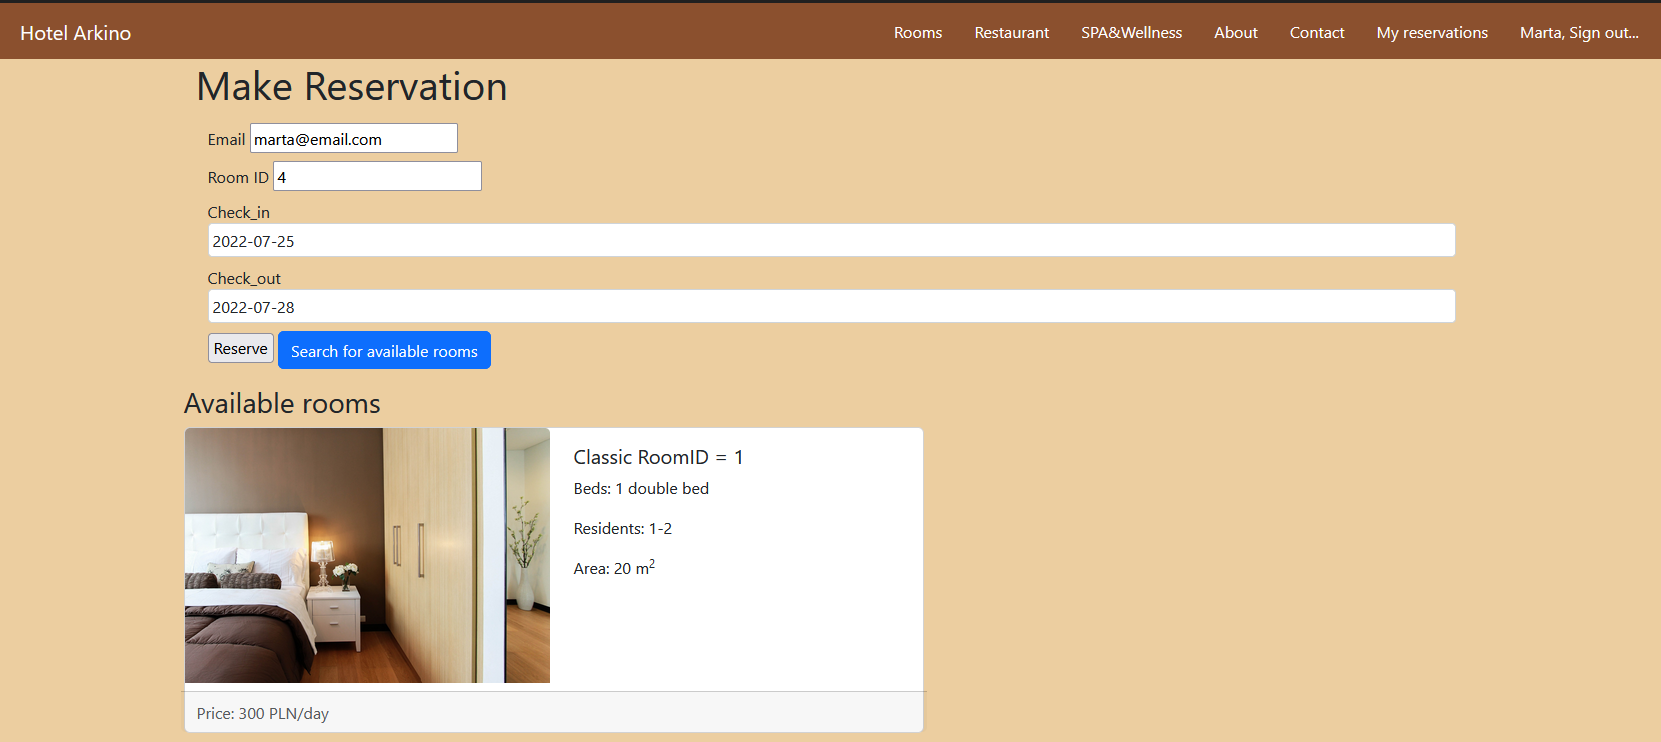 Hotel Arkino Rooms Restaurant SPA&Wellness About Contact My reservations Marta, Sign out...
Make Reservation
Email marta@email.com
Room ID 4
Check_in
2022-07-25
Check_out
2022-07-28
Reserve Search for available rooms
Available rooms
Classic RoomID = 1
Beds: 1 double bed
Residents: 1-2
Area: 20 m²
Price: 300 PLN/day